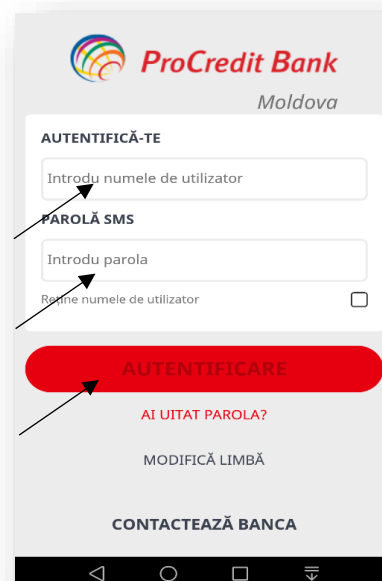 ProCredit Bank
Moldova
AUTENTIFICĂ-TE
Introdu numele de utilizator
PAROLĂ SMS
Introdu parola
Reține numele de utilizator
AUTENTIFICARE
AI UITAT PAROLA?
MODIFICĂ LIMBĂ
CONTACTEAZĂ BANCA